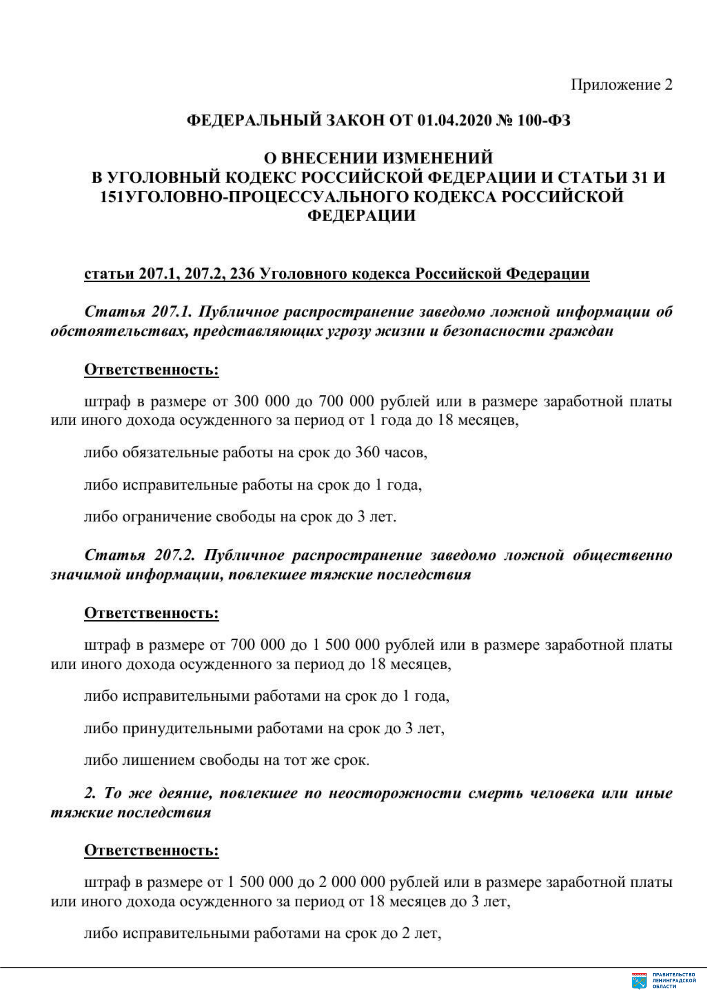 Приложение 2
ФЕДЕРАЛЬНЫЙ ЗАКОН ОТ 01.04.2020 № 100-ФЗ
О ВНЕСЕНИИ ИЗМЕНЕНИЙ
В УГОЛОВНЫЙ КОДЕКС РОССИЙСКОЙ ФЕДЕРАЦИИ И СТАТЬИ 31 И
151УГОЛОВНО-ПРОЦЕССУАЛЬНОГО КОДЕКСА РОССИЙСКОЙ
ФЕДЕРАЦИИ
статьи 207.1, 207.2, 236 Уголовного кодекса Российской Федерации
Статья 207.1. Публичное распространение заведомо ложной информации об
обстоятельствах, представляющих угрозу жизни и безопасности граждан
Ответственность:
штраф в размере от 300 000 до 700 000 рублей или в размере заработной платы
или иного дохода осужденного за период от 1 года до 18 месяцев,
либо обязательные работы на срок до 360 часов,
либо исправительные работы на срок до 1 года,
либо ограничение свободы на срок до 3 лет.
Статья 207.2. Публичное распространение заведомо ложной общественно
значимой информации, повлекшее тяжкие последствия
Ответственность:
штраф в размере от 700 000 до 1 500 000 рублей или в размере заработной платы
или иного дохода осужденного за период до 18 месяцев,
либо исправительными работами на срок до 1 года,
либо принудительными работами на срок до 3 лет,
либо лишением свободы на тот же срок.
2. То же деяние, повлекшее по неосторожности смерть человека или иные
тяжкие последствия
Ответственность:
штраф в размере от 1 500 000 до 2 000 000 рублей или в размере заработной платы
или иного дохода осужденного за период от 18 месяцев до 3 лет,
либо исправительными работами на срок до 2 лет,
ПРАВИТЕЛЬСТВО
ЛЕНИНГРАДСКОЙ
ОБЛАСТИ